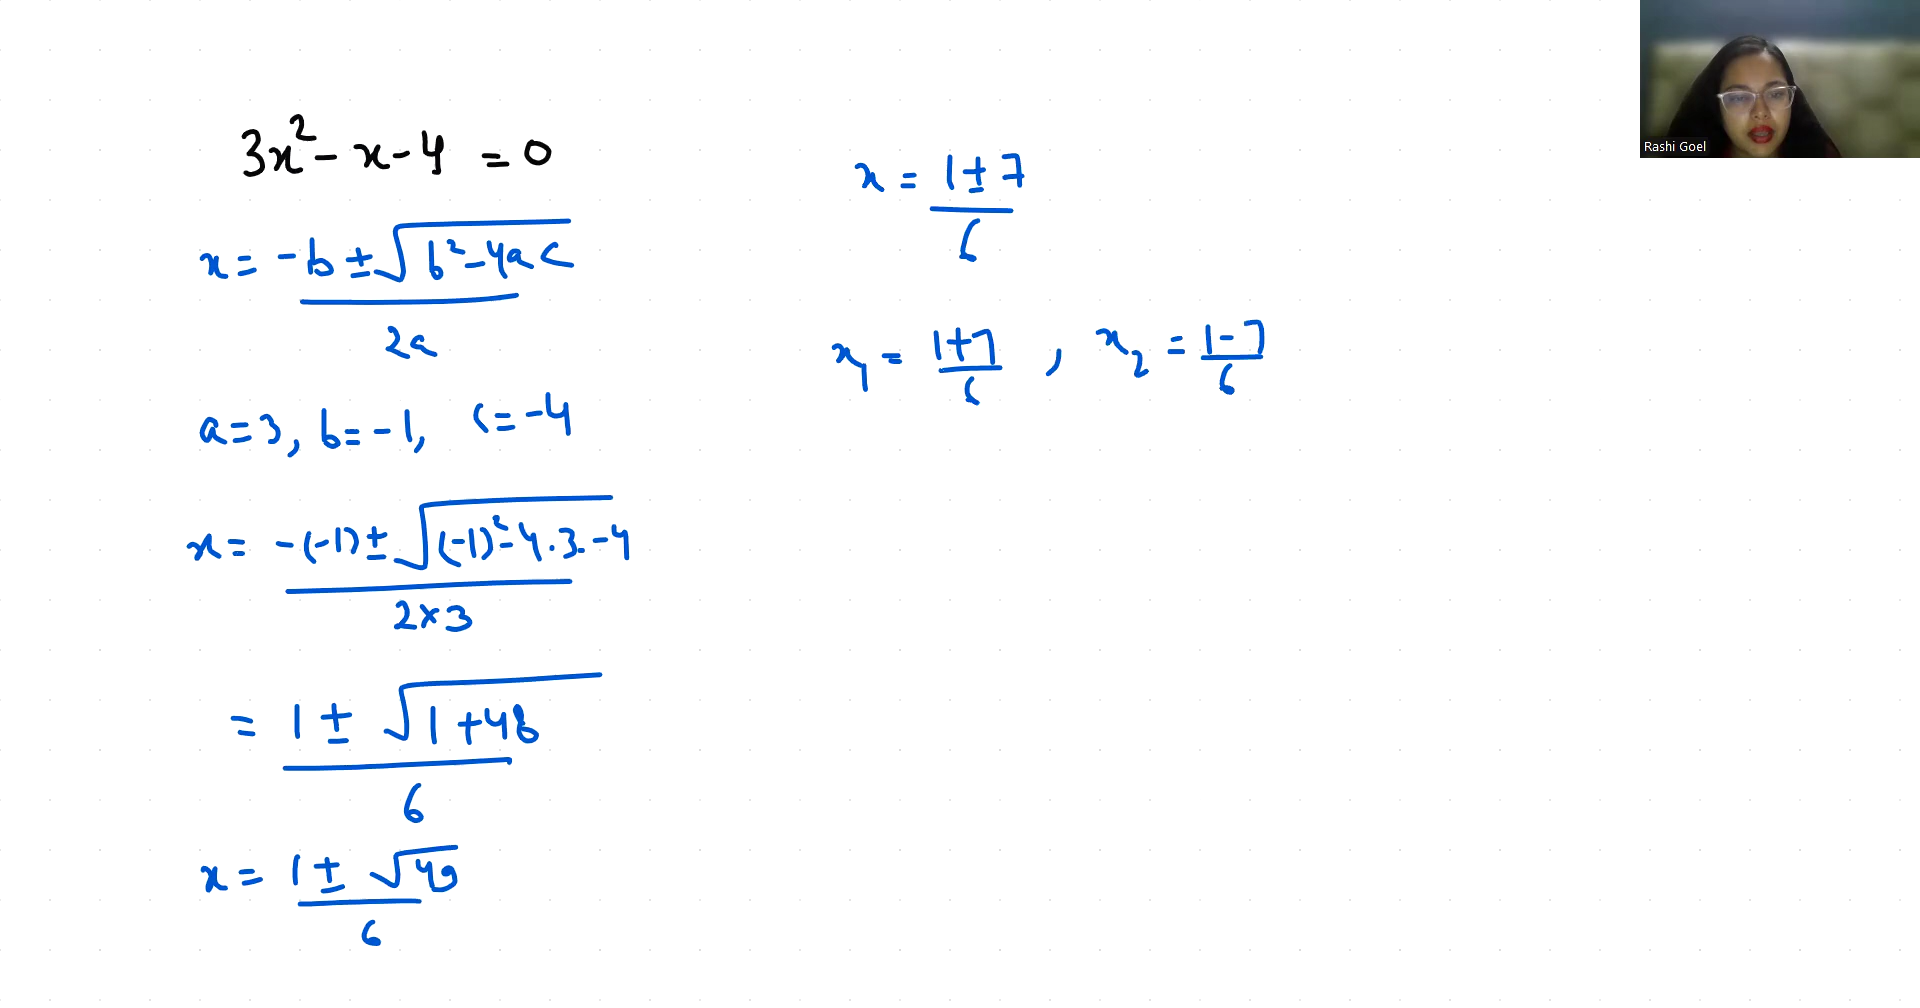 3x² - x - 4 = 0
x = -b ± √(b² - 4ac)
2a
a = 3, b = -1, c = -4
x = -(-1) ± √((-1)² - 4 . 3 . -4)
2 × 3
= 1 ± √(1 + 48)
6
x = 1 ± √49
6
x = 1 ± 7
6
x₁ = 1 + 7 , x₂ = 1 - 7
6 6
Rashi Goel